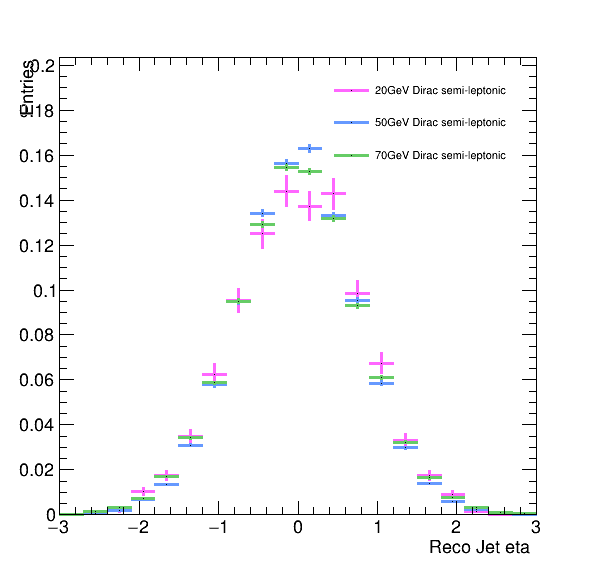 Entries
0.2
0.18
0.16
0.14
0.12
0.1
0.08
0.06
0.04
0.02
0
20GeV Dirac semi-leptonic
50GeV Dirac semi-leptonic
70GeV Dirac semi-leptonic
−3 −2 −1 0 1 2 3
Reco Jet eta